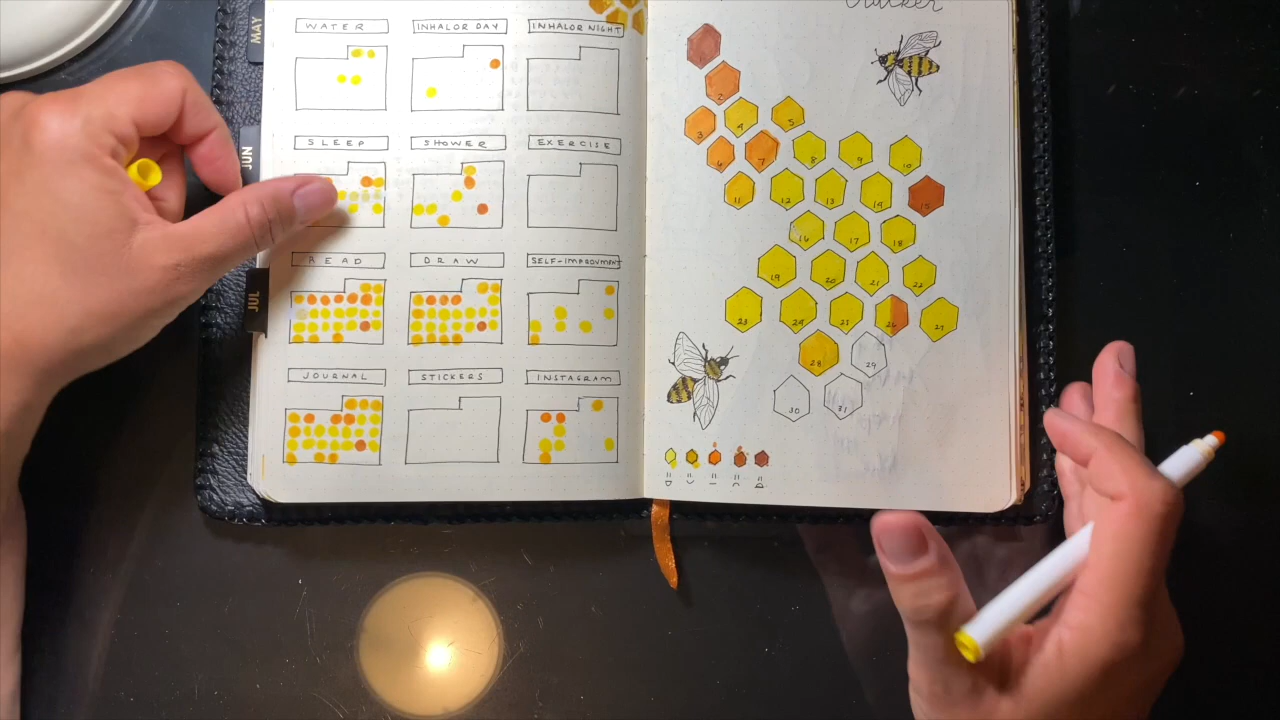 MAY
JUN
JUL
WATER
INHALOR DAY
INHALOR NIGHT
SLEEP
SHOWER
EXERCISE
READ
DRAW
SELF-IMPROVMENT
JOURNAL
STICKERS
INSTAGRAM
tracker
1
2
3 4 5
6 7 8 9 10
11 12 13 14 15
16 17 18
19 20 21 22
23 24 25 26 27
28 29
30 31